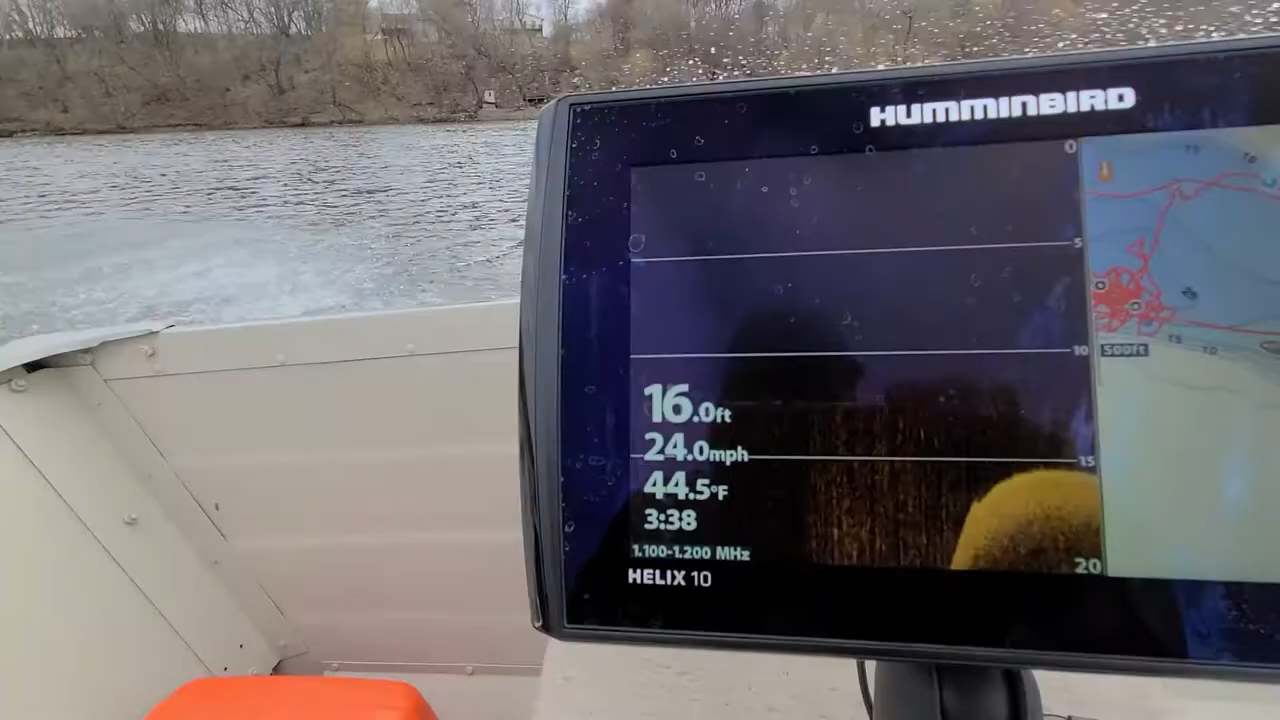 HUMMINBIRD
0
5
10
500ft
16.0ft
24.0mph
15
44.5°F
3:38
1.100-1.200 MHz
20
HELIX 10